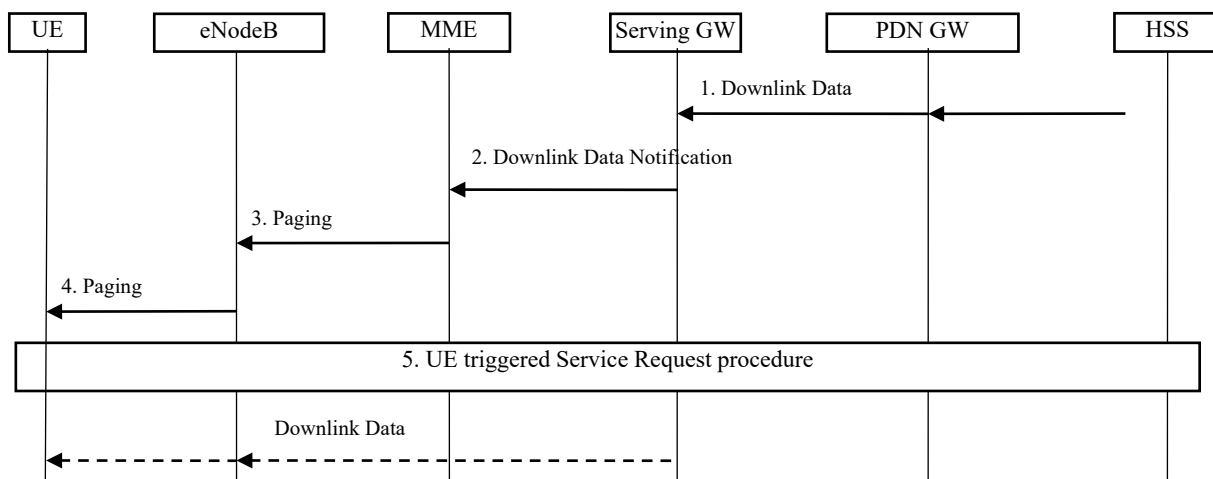 UE
eNodeB
MME
Serving GW
PDN GW
HSS
1. Downlink Data
2. Downlink Data Notification
3. Paging
4. Paging
5. UE triggered Service Request procedure
Downlink Data